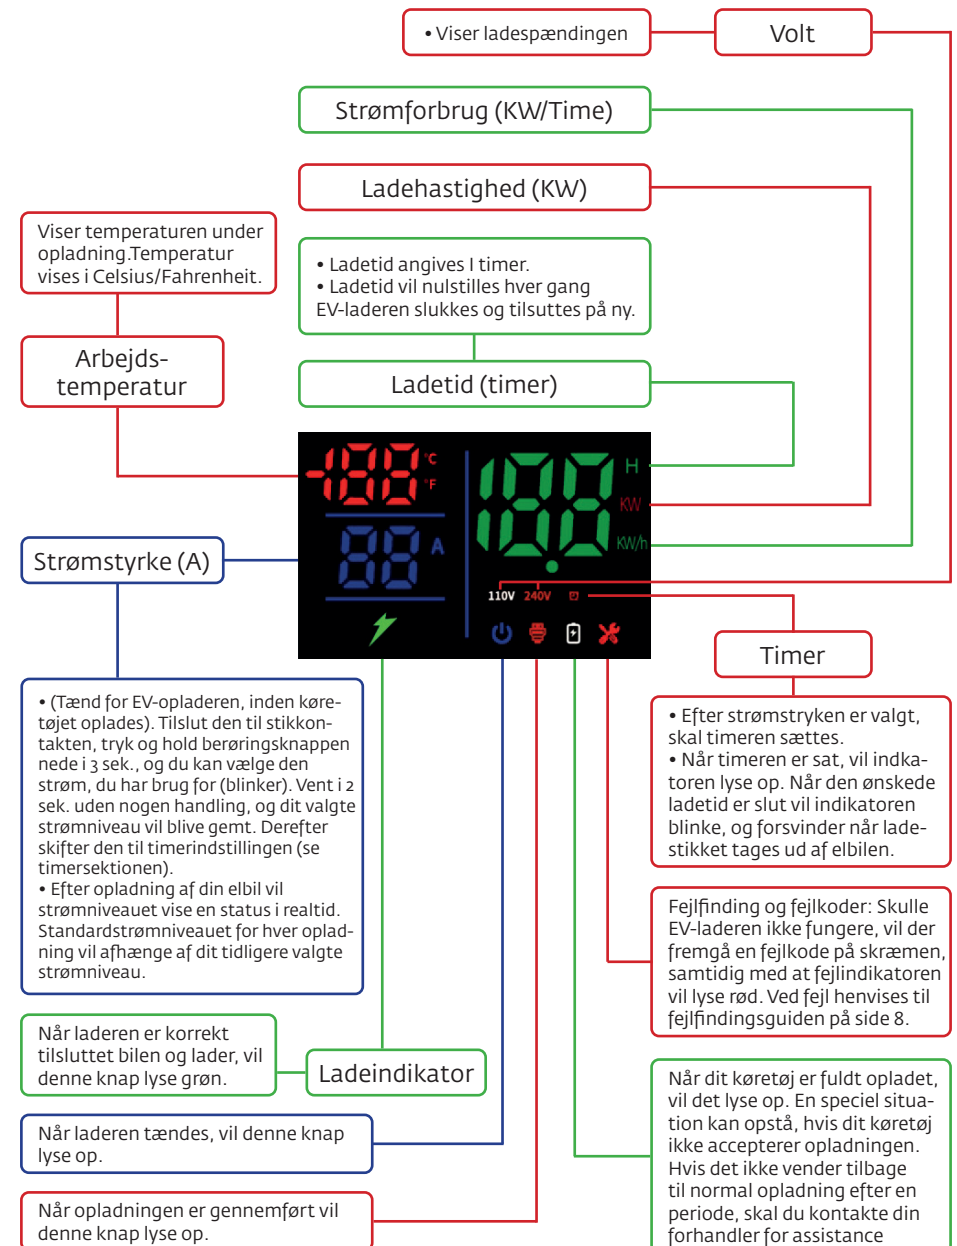 • Viser ladespændingen
Volt
Strømforbrug (KW/Time)
Ladehastighed (KW)
Viser temperaturen under
opladning.Temperatur
vises i Celsius/Fahrenheit.
• Ladetid angives I timer.
• Ladetid vil nulstilles hver gang
EV-laderen slukkes og tilsuttes på ny.
Arbejds-
temperatur
Ladetid (timer)
-188 °C
°F
188 H
KW
KW/h
88 A
110V 240V
Strømstyrke (A)
Timer
• (Tænd for EV-opladeren, inden køre-
tøjet oplades). Tilslut den til stikkon-
takten, tryk og hold berøringsknappen
nede i 3 sek., og du kan vælge den
strøm, du har brug for (blinker). Vent i 2
sek. uden nogen handling, og dit valgte
strømniveau vil blive gemt. Derefter
skifter den til timerindstillingen (se
timersektionen).
• Efter opladning af din elbil vil
strømniveauet vise en status i realtid.
Standardstrømniveauet for hver oplad-
ning vil afhænge af dit tidligere valgte
strømniveau.
• Efter strømstryken er valgt,
skal timeren sættes.
• Når timeren er sat, vil indka-
toren lyse op. Når den ønskede
ladetid er slut vil indikatoren
blinke, og forsvinder når lade-
stikket tages ud af elbilen.
Fejlfinding og fejlkoder: Skulle
EV-laderen ikke fungere, vil der
fremgå en fejlkode på skræmen,
samtidig med at fejlindikatoren
vil lyse rød. Ved fejl henvises til
fejlfindingsguiden på side 8.
Når laderen er korrekt
tilsluttet bilen og lader, vil
denne knap lyse grøn.
Ladeindikator
Når laderen tændes, vil denne knap
lyse op.
Når opladningen er gennemført vil
denne knap lyse op.
Når dit køretøj er fuldt opladet,
vil det lyse op. En speciel situa-
tion kan opstå, hvis dit køretøj
ikke accepterer opladningen.
Hvis det ikke vender tilbage
til normal opladning efter en
periode, skal du kontakte din
forhandler for assistance